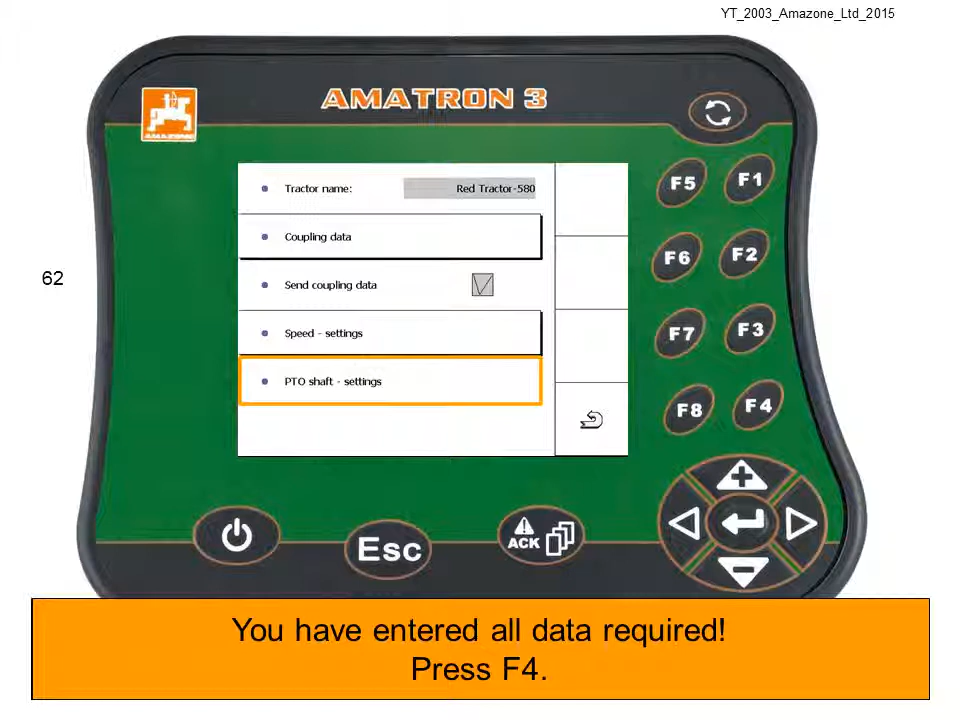 YT_2003_Amazone_Ltd_2015
AMATRON 3
AMAZONE
Tractor name: Red Tractor-580
Coupling data
Send coupling data
Speed - settings
PTO shaft - settings
F5 F1
F6 F2
F7 F3
F8 F4
62
Esc
ACK
You have entered all data required!
Press F4.